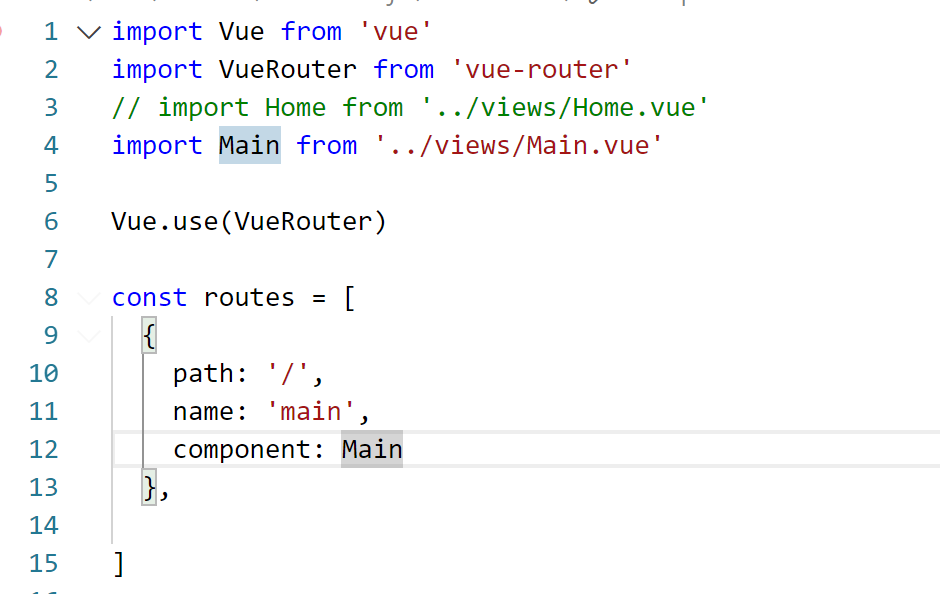 1 import Vue from 'vue'
2 import VueRouter from 'vue-router'
3 // import Home from '../views/Home.vue'
4 import Main from '../views/Main.vue'
5
6 Vue.use(VueRouter)
7
8 const routes = [
9 {
10 path: '/',
11 name: 'main',
12 component: Main
13 },
14
15 ]